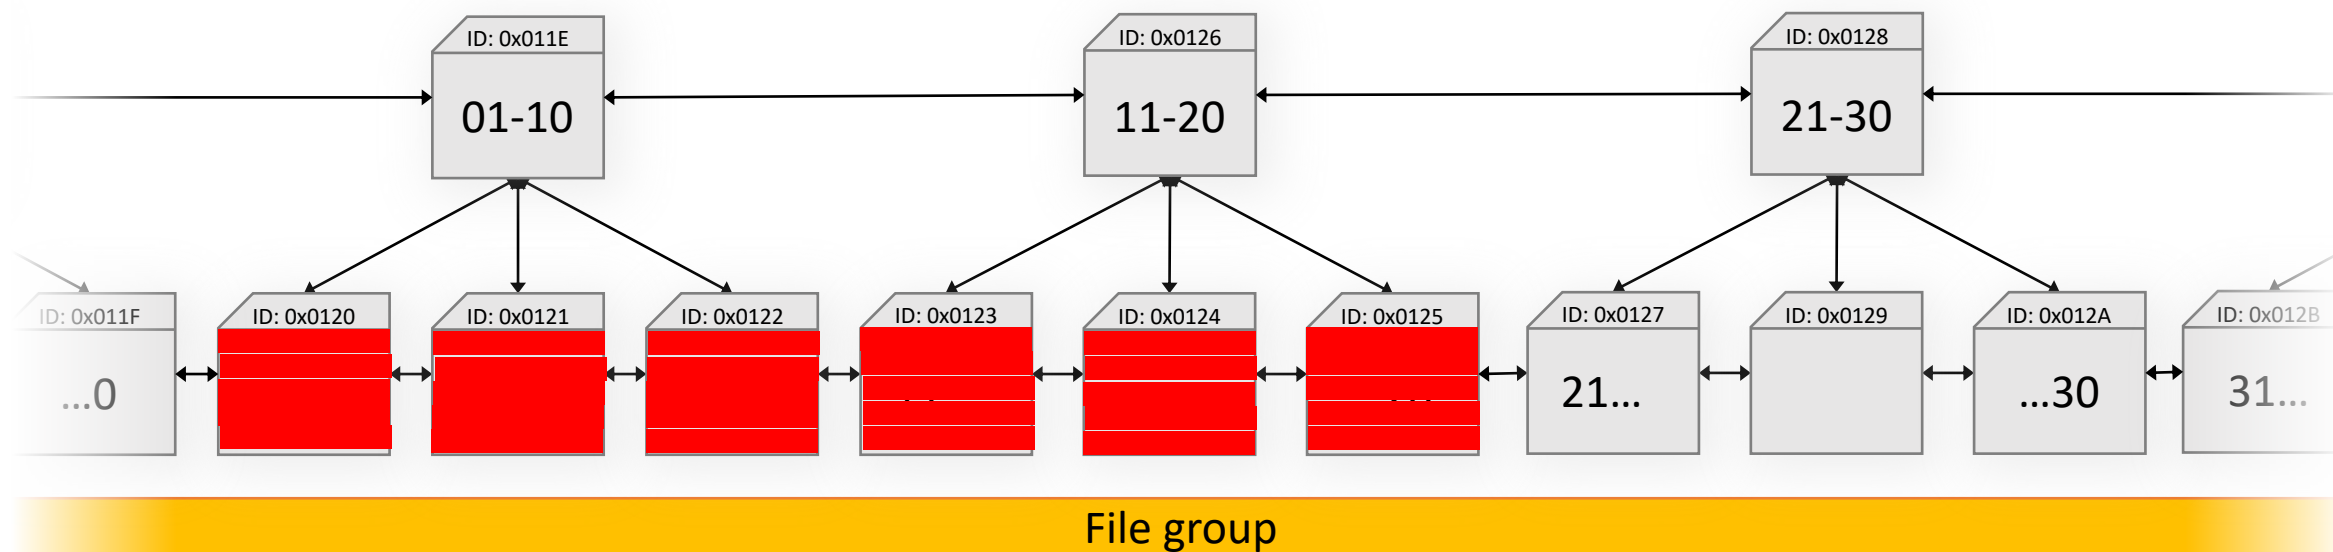 ID: 0x011E
01-10
ID: 0x0126
11-20
ID: 0x0128
21-30
ID: 0x011F
...0
ID: 0x0120
ID: 0x0121
ID: 0x0122
ID: 0x0123
ID: 0x0124
ID: 0x0125
ID: 0x0127
21...
ID: 0x0129
ID: 0x012A
...30
ID: 0x012B
31...
File group